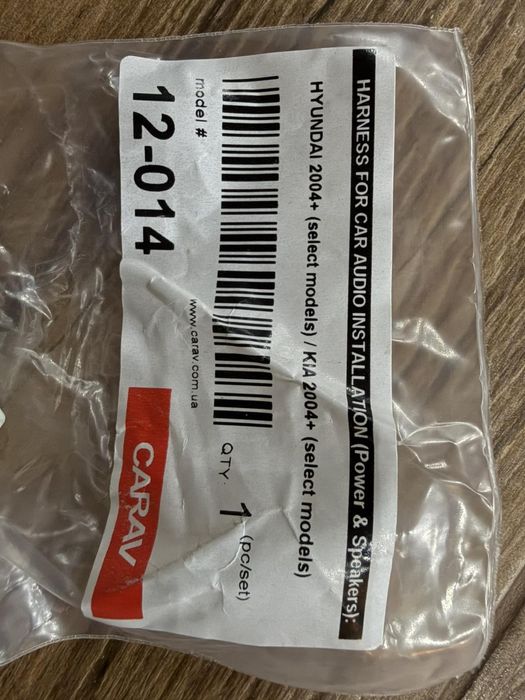 HARNESS FOR CAR AUDIO INSTALLATION (Power & Speakers):
HYUNDAI 2004+ (select models) / KIA 2004+ (select models)
QTY. 1 (pc/set)
model #
www.carav.com.ua
12-014
CARAV